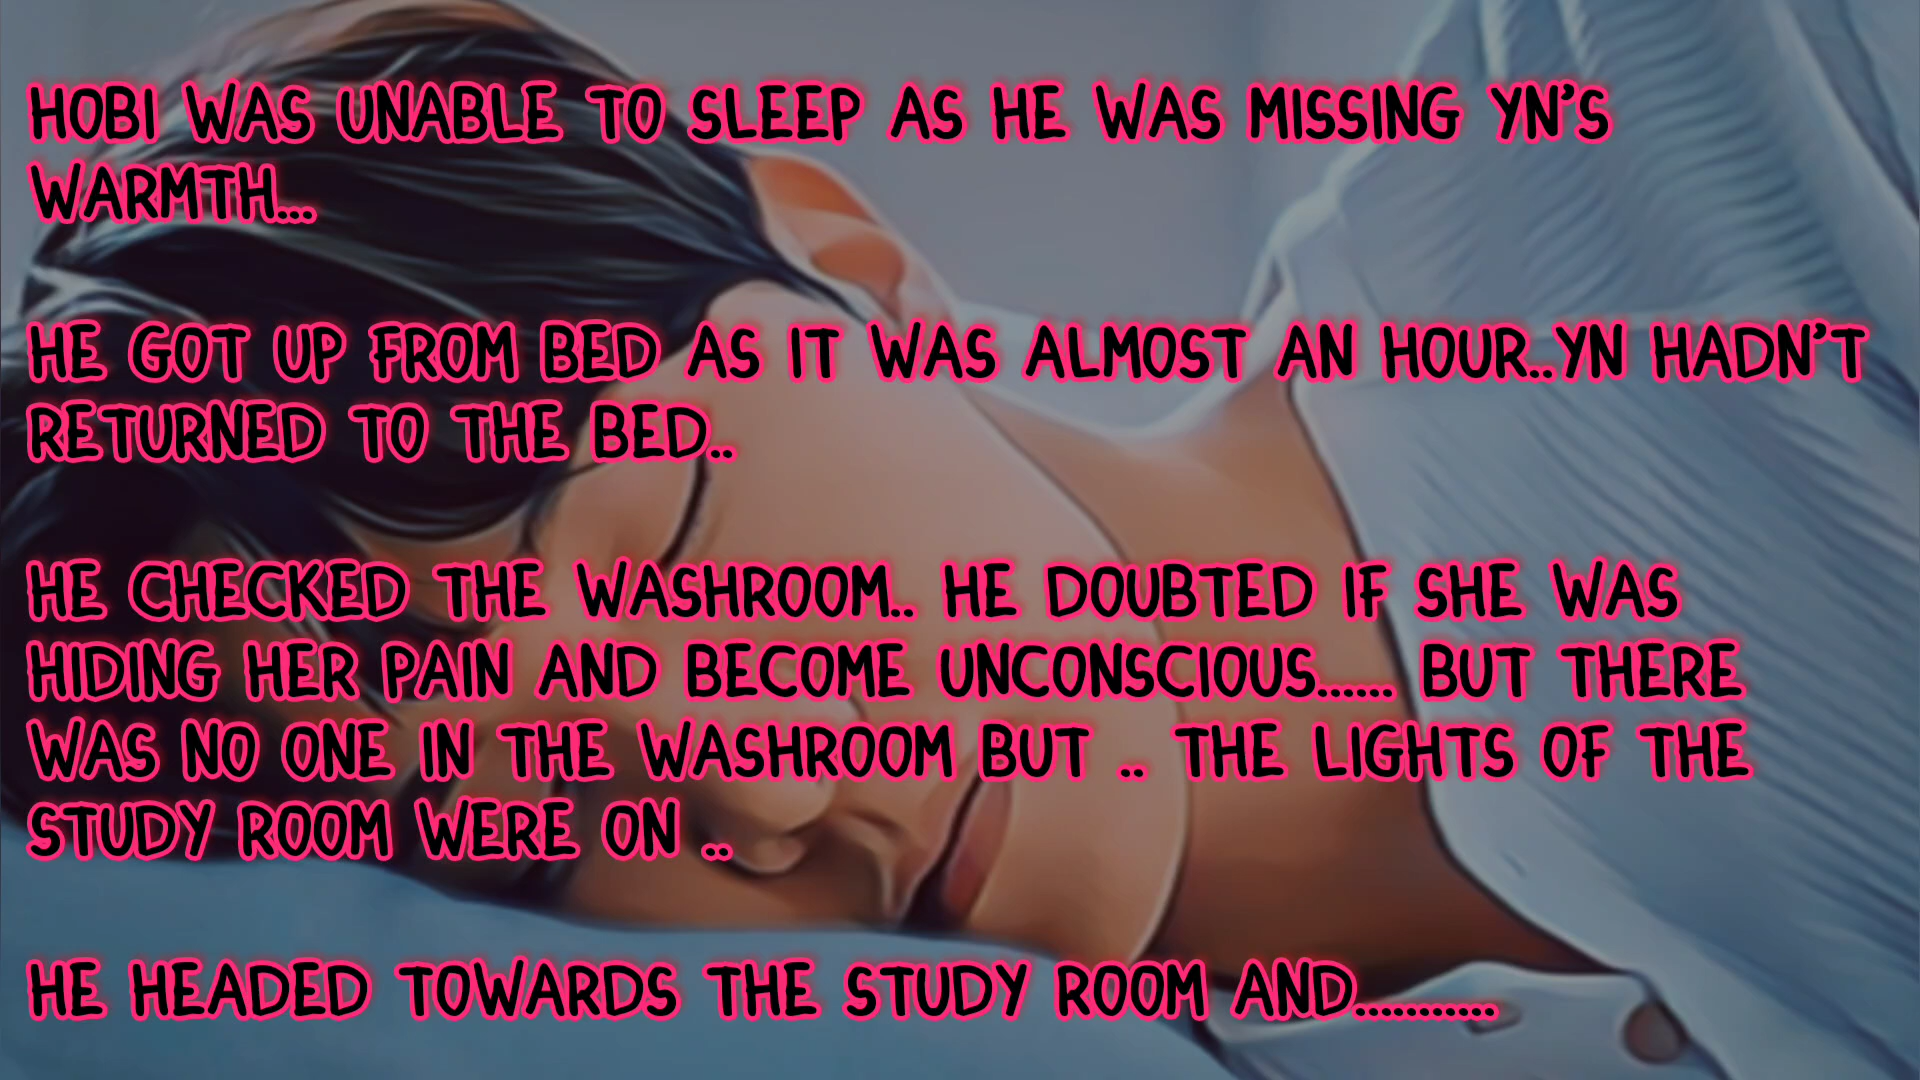 HOBI WAS UNABLE TO SLEEP AS HE WAS MISSING YN'S
WARMTH...
HE GOT UP FROM BED AS IT WAS ALMOST AN HOUR..YN HADN'T
RETURNED TO THE BED..
HE CHECKED THE WASHROOM.. HE DOUBTED IF SHE WAS
HIDING HER PAIN AND BECOME UNCONSCIOUS...... BUT THERE
WAS NO ONE IN THE WASHROOM BUT .. THE LIGHTS OF THE
STUDY ROOM WERE ON ..
HE HEADED TOWARDS THE STUDY ROOM AND...........